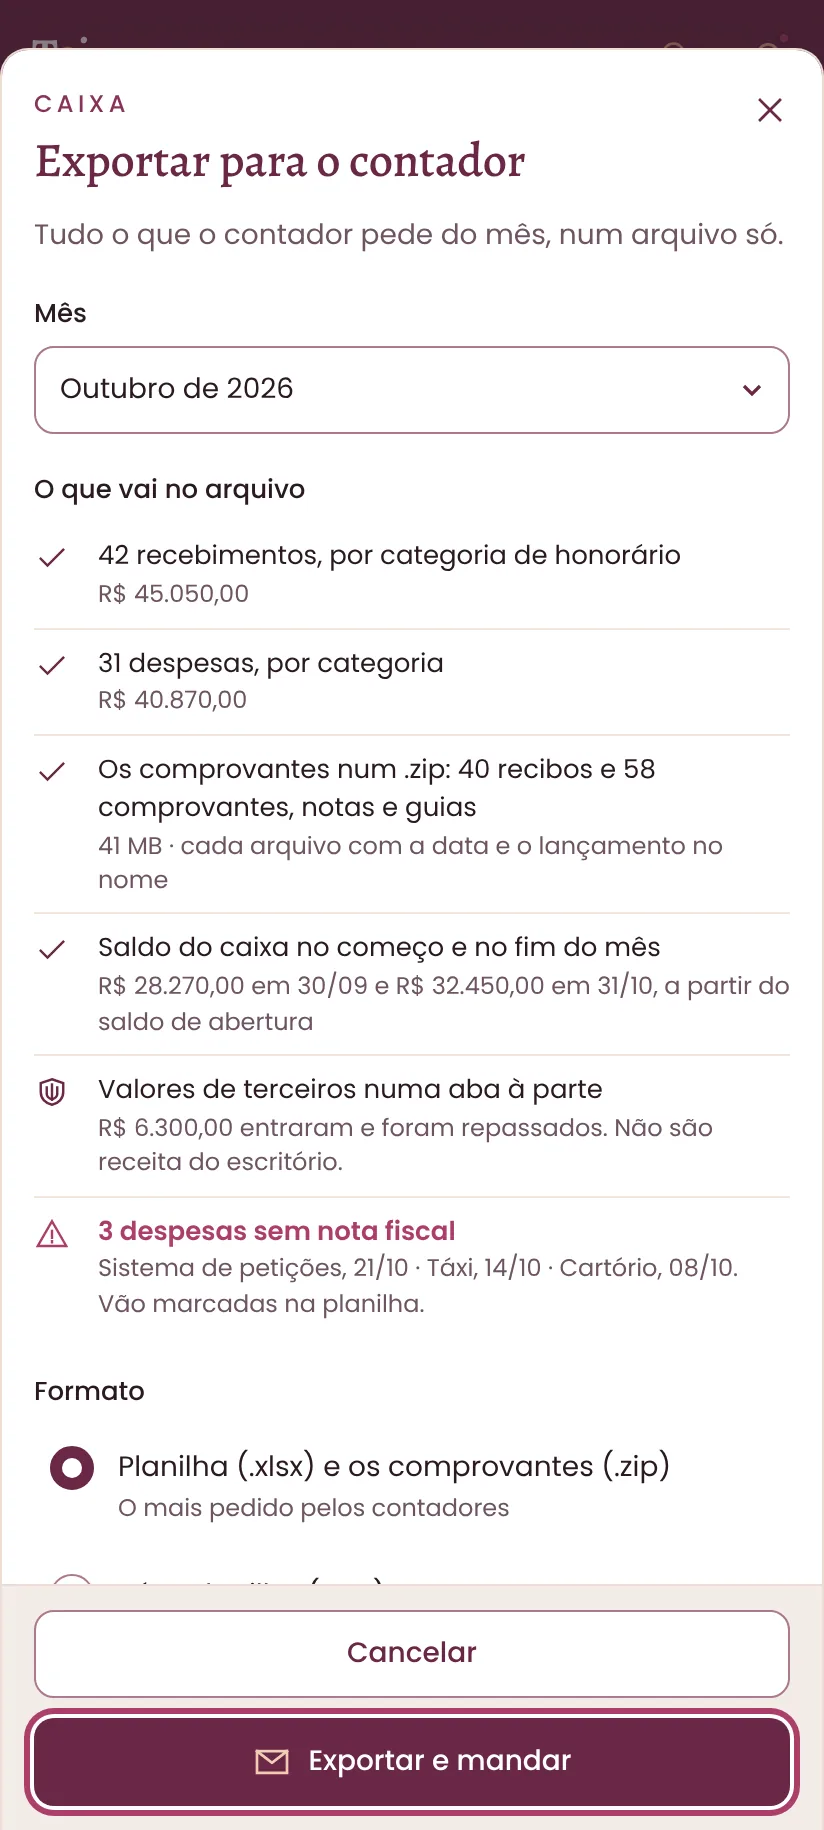 CAIXA
Exportar para o contador
Tudo o que o contador pede do mês, num arquivo só.
Mês
Outubro de 2026
O que vai no arquivo
42 recebimentos, por categoria de honorário
R$ 45.050,00
31 despesas, por categoria
R$ 40.870,00
Os comprovantes num .zip: 40 recibos e 58
comprovantes, notas e guias
41 MB · cada arquivo com a data e o lançamento no
nome
Saldo do caixa no começo e no fim do mês
R$ 28.270,00 em 30/09 e R$ 32.450,00 em 31/10, a partir do
saldo de abertura
Valores de terceiros numa aba à parte
R$ 6.300,00 entraram e foram repassados. Não são
receita do escritório.
3 despesas sem nota fiscal
Sistema de petições, 21/10 · Táxi, 14/10 · Cartório, 08/10.
Vão marcadas na planilha.
Formato
Planilha (.xlsx) e os comprovantes (.zip)
O mais pedido pelos contadores
Cancelar
Exportar e mandar